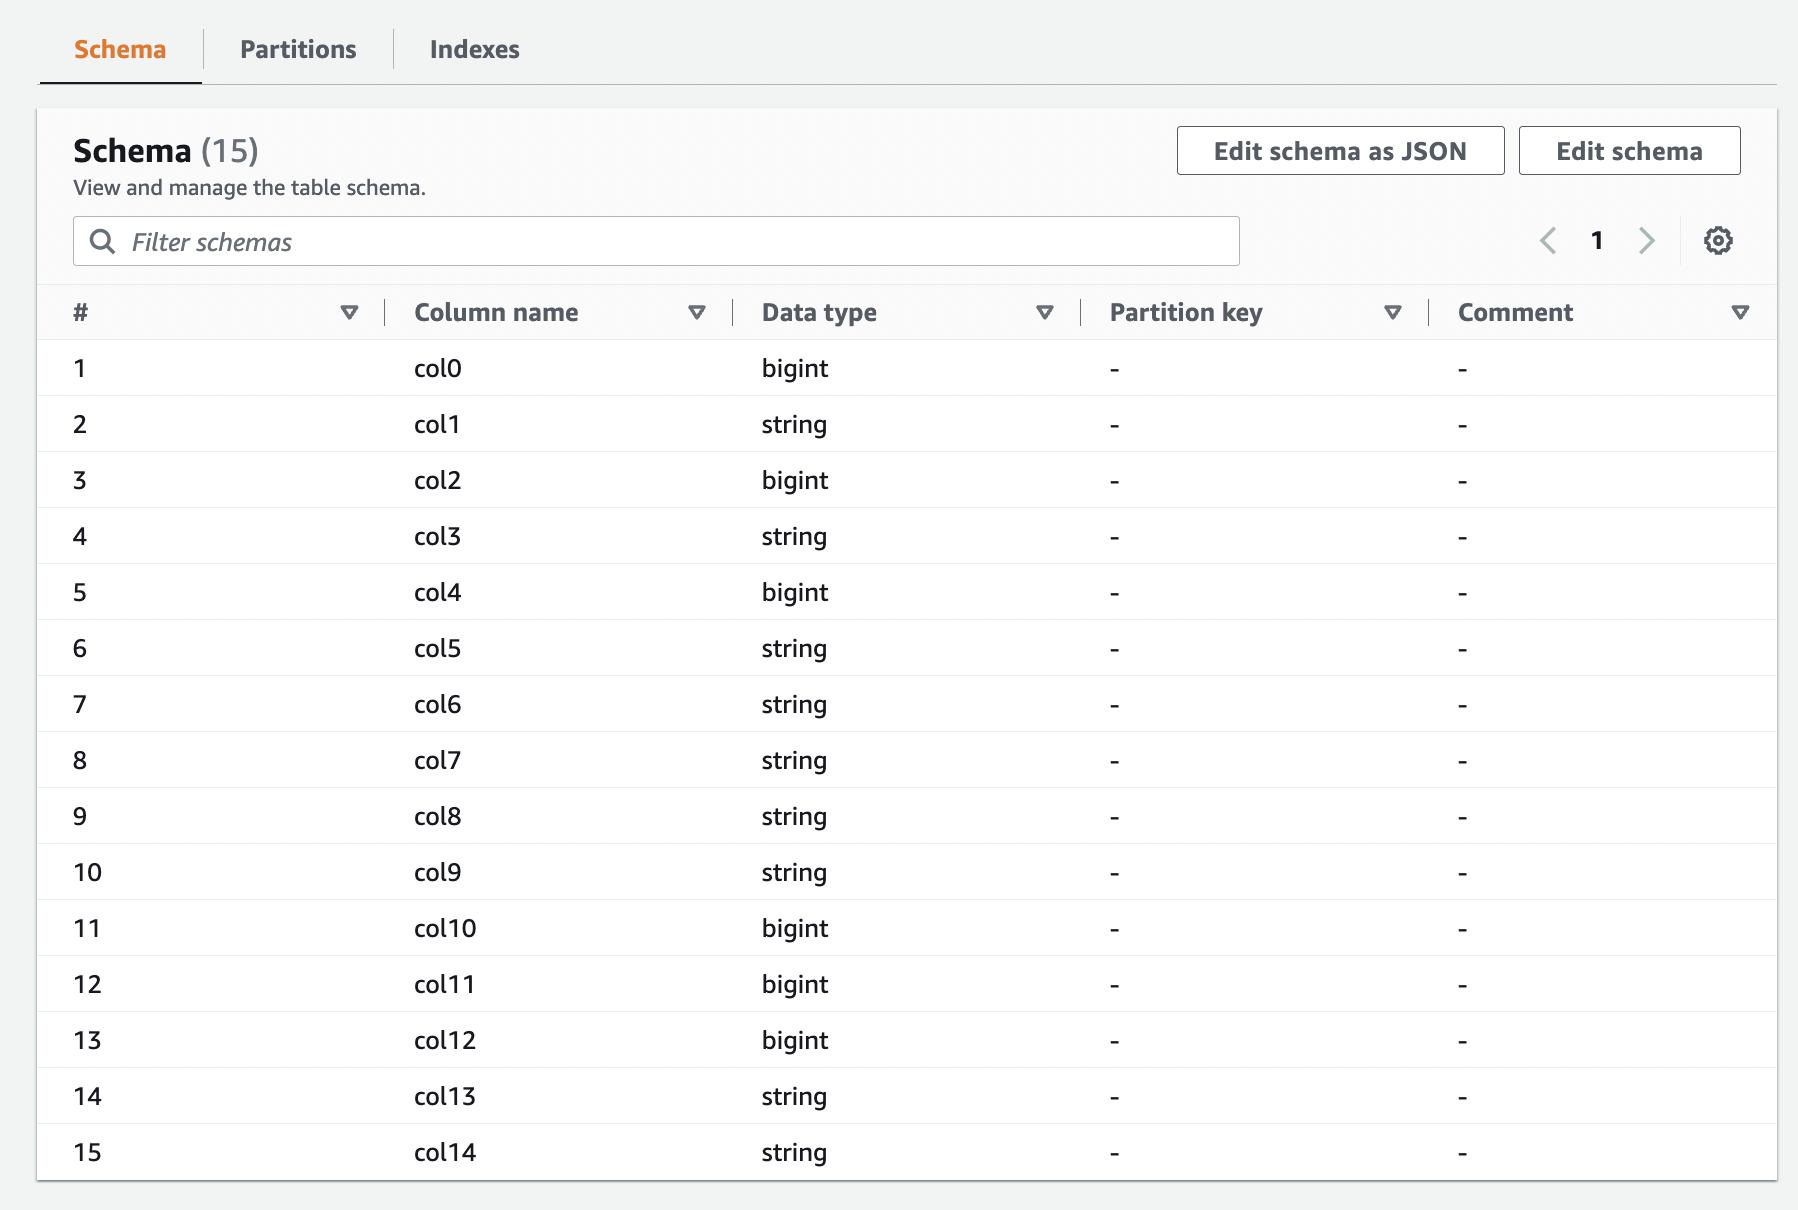 Schema Partitions Indexes
Schema (15) Edit schema as JSON Edit schema
View and manage the table schema.
Filter schemas 1
# Column name Data type Partition key Comment
1 col0 bigint - -
2 col1 string - -
3 col2 bigint - -
4 col3 string - -
5 col4 bigint - -
6 col5 string - -
7 col6 string - -
8 col7 string - -
9 col8 string - -
10 col9 string - -
11 col10 bigint - -
12 col11 bigint - -
13 col12 bigint - -
14 col13 string - -
15 col14 string - -